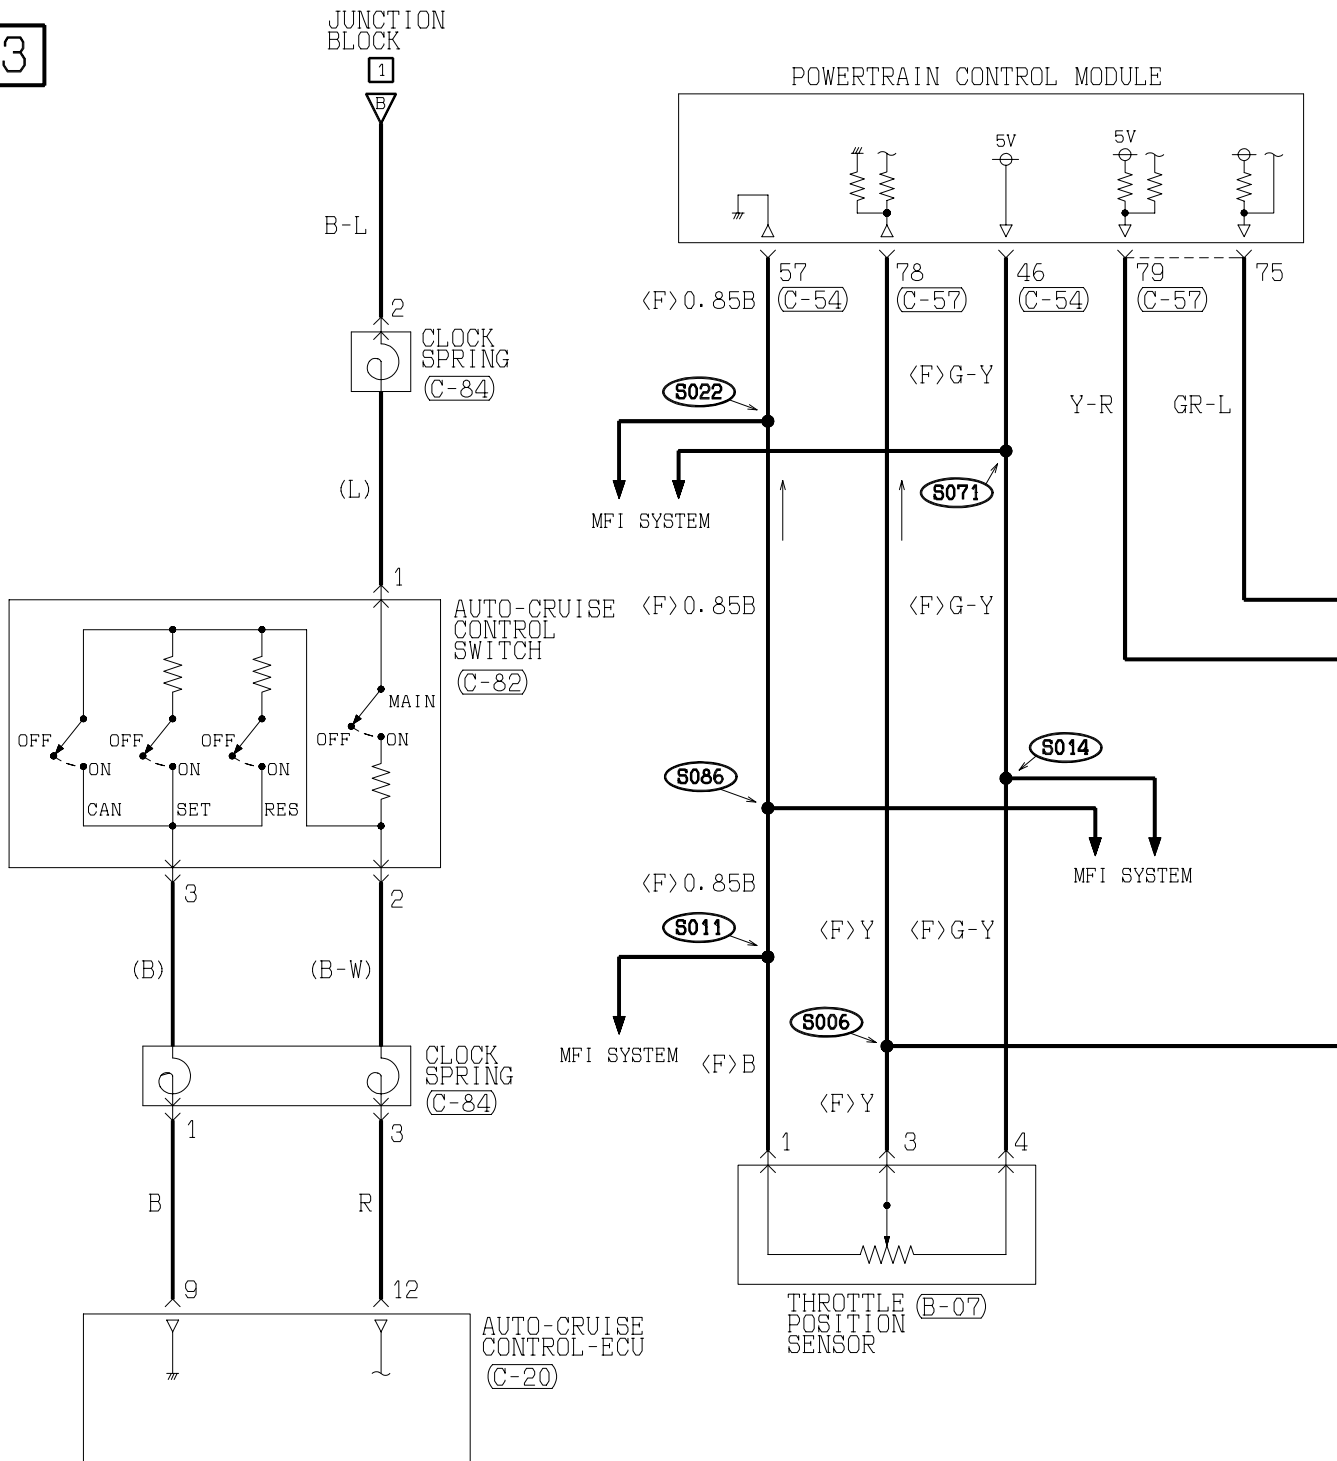 3
JUNCTION
BLOCK
1
B
B-L
2
CLOCK
SPRING
C-84
(L)
1
AUTO-CRUISE
CONTROL
SWITCH
C-82
MAIN
OFF
ON
OFF
ON
OFF
ON
OFF
ON
CAN
SET
RES
3
2
(B)
(B-W)
CLOCK
SPRING
C-84
1
3
B
R
9
12
AUTO-CRUISE
CONTROL-ECU
C-20
POWERTRAIN CONTROL MODULE
5V
5V
57
78
46
79
75
<F>0.85B
C-54
C-57
C-54
C-57
<F>G-Y
S022
Y-R
GR-L
S071
MFI SYSTEM
<F>0.85B
<F>G-Y
S014
S086
MFI SYSTEM
<F>0.85B
S011
<F>Y
<F>G-Y
S006
MFI SYSTEM
<F>B
<F>Y
1
3
4
THROTTLE
POSITION
SENSOR
B-07